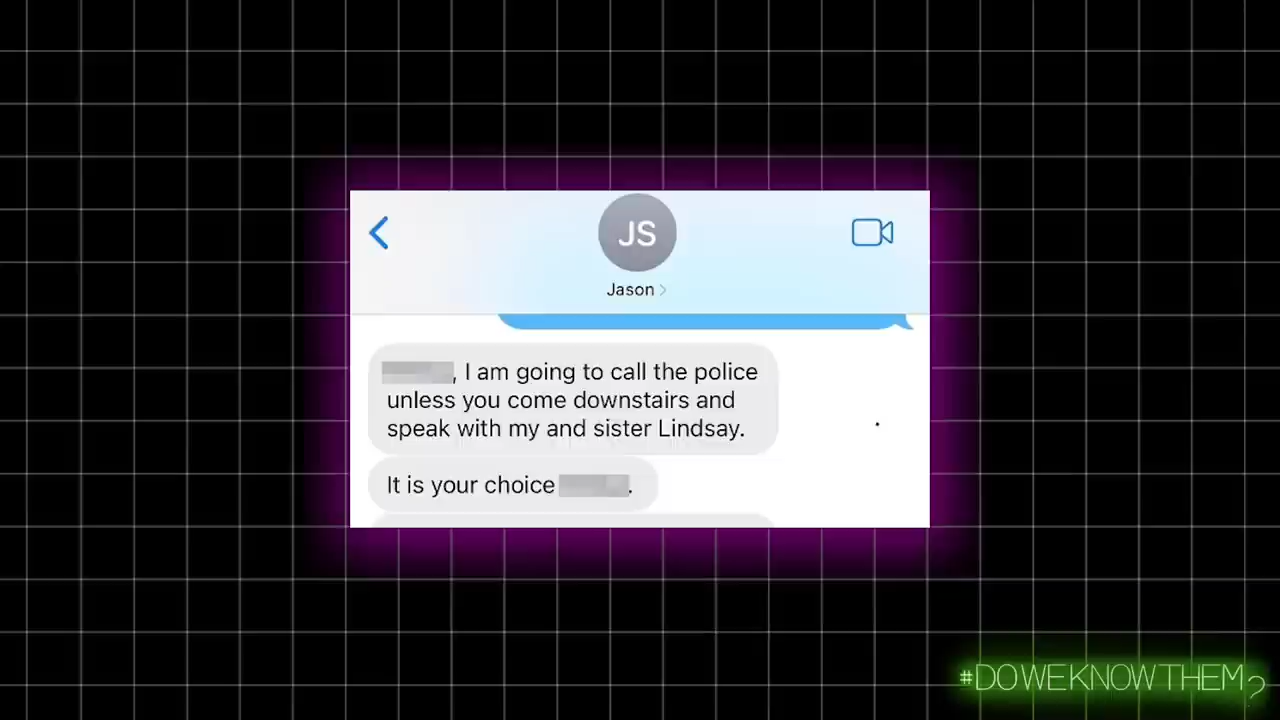 JS
Jason
, I am going to call the police
unless you come downstairs and
speak with my and sister Lindsay.
It is your choice .
#DOWEKNOWTHEM?